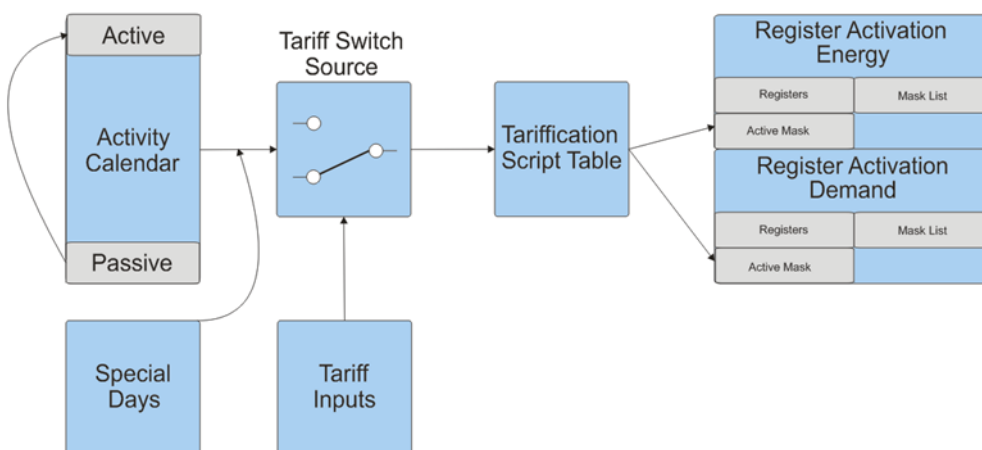 Active
Activity
Calendar
Passive
Special
Days
Tariff Switch
Source
Tariff
Inputs
Tariffication
Script Table
Register Activation
Energy
Registers
Mask List
Active Mask
Register Activation
Demand
Registers
Mask List
Active Mask